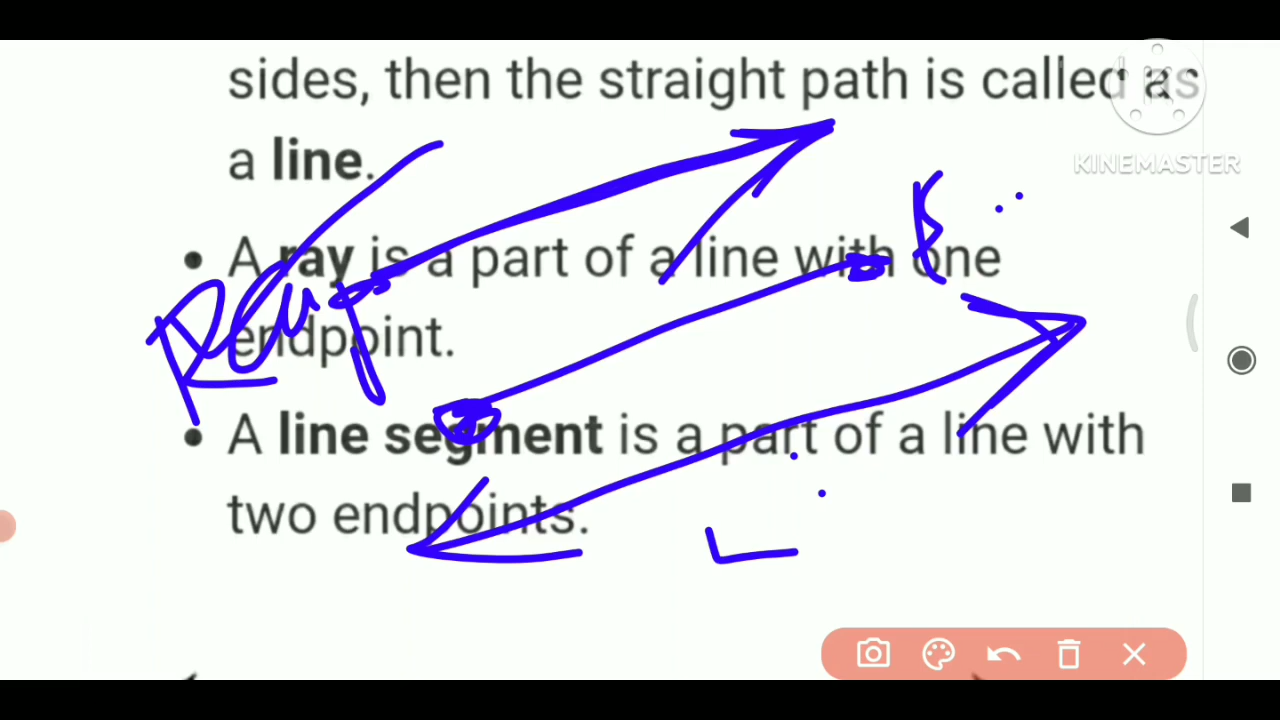 sides, then the straight path is called as
a line.
KINEMASTER
• A ray is a part of a line with one
endpoint.
Ray
• A line segment is a part of a line with
two endpoints.
L